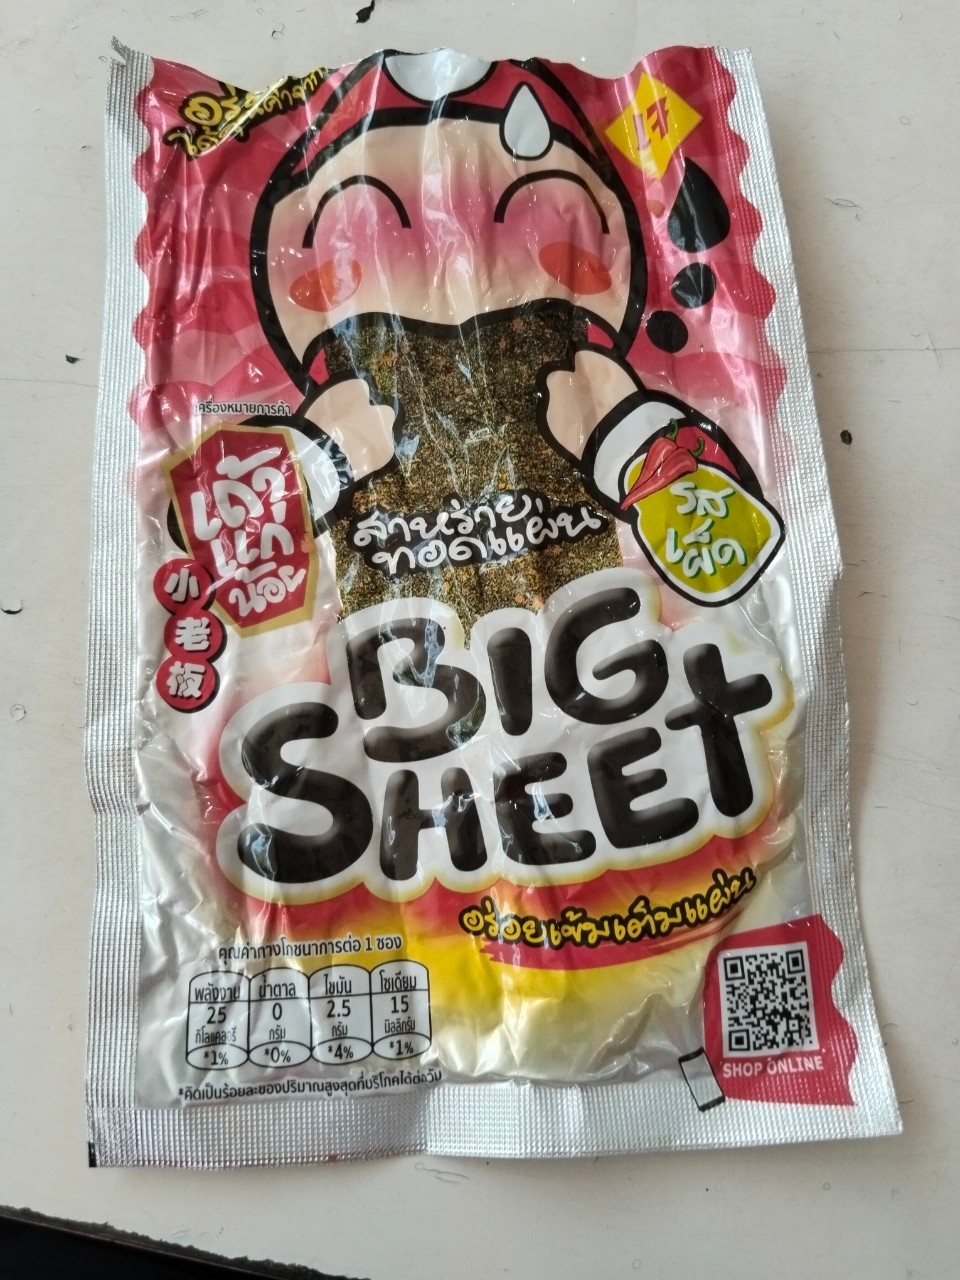 เจ
เครื่องหมายการค้า
เถ้า
แก่
น้อย
小
老
板
รส
เผ็ด
สาหร่าย
ทอดแผ่น
BIG
SHEET
อร่อยเข้มเต็มแผ่น
คุณค่าทางโภชนาการต่อ 1 ซอง
พลังงาน น้ำตาล ไขมัน โซเดียม
25 0 2.5 15
กิโลแคลอรี กรัม กรัม มิลลิกรัม
*1% *0% *4% *1%
*คิดเป็นร้อยละของปริมาณสูงสุดที่บริโภคได้ต่อวัน
SHOP ONLINE